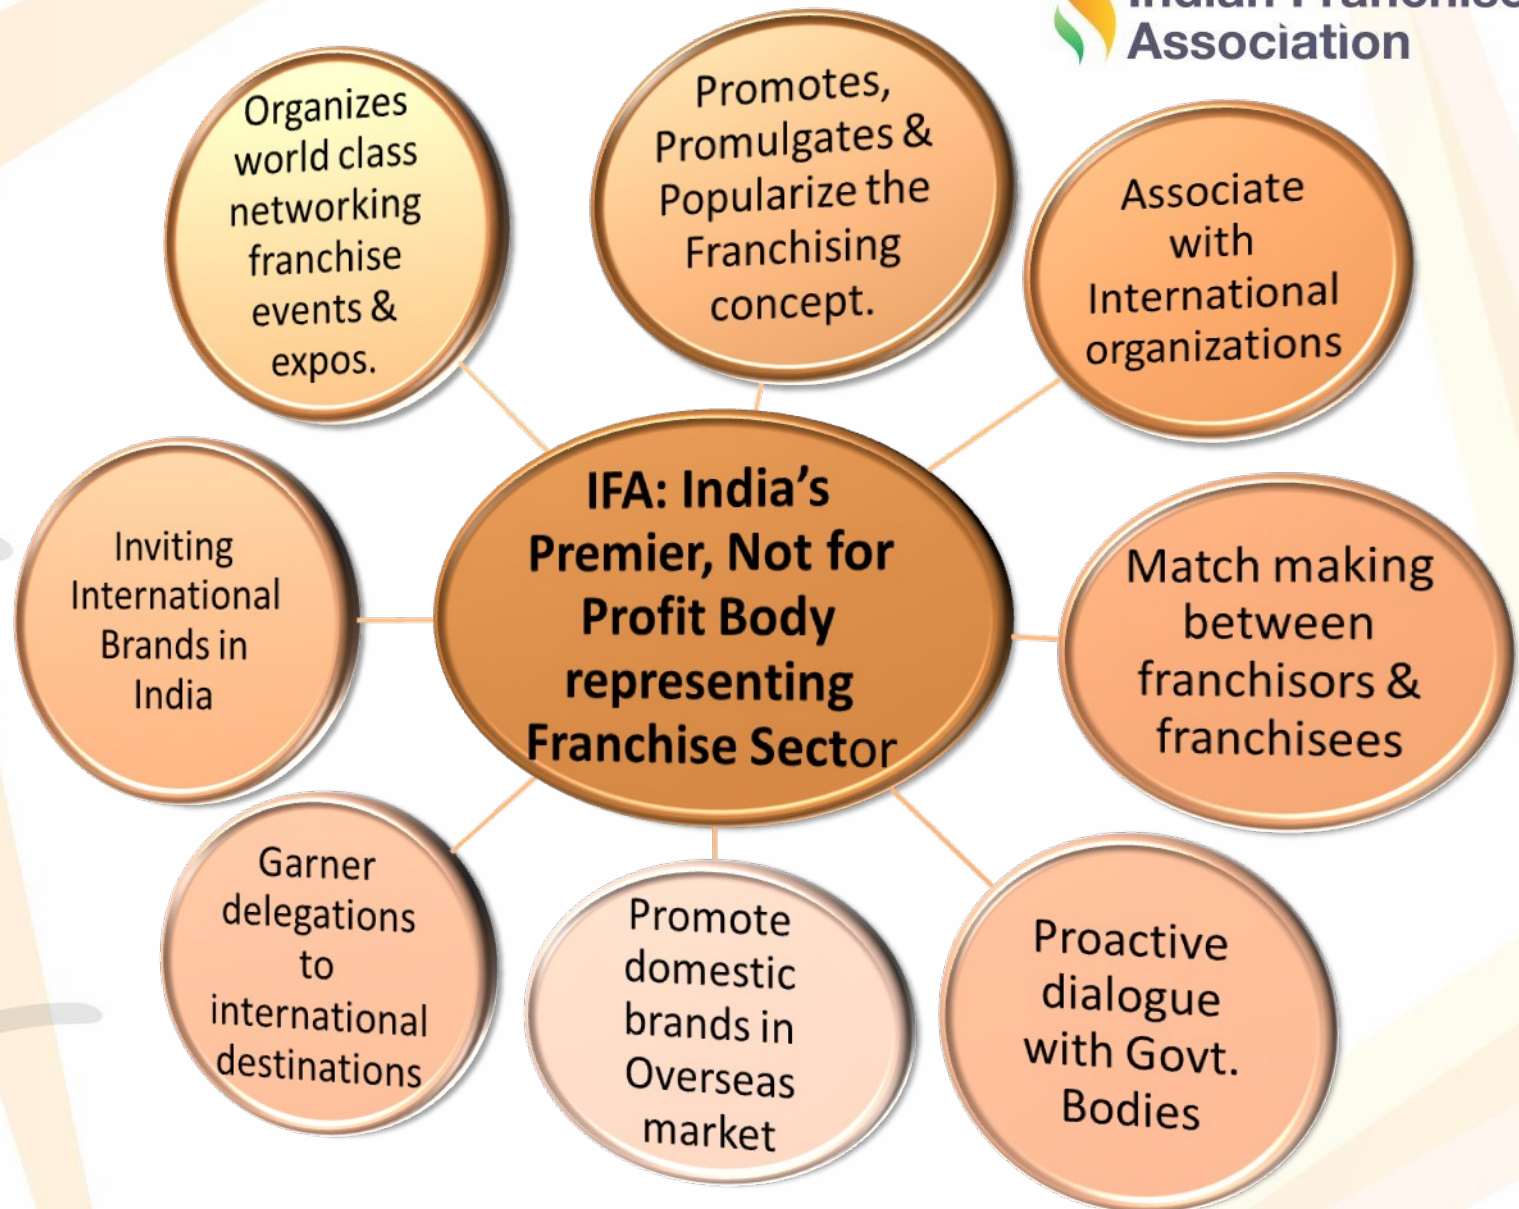 Indian Franchise
Association
Organizes
world class
networking
franchise
events &
expos.
Promotes,
Promulgates &
Popularize the
Franchising
concept.
Associate
with
International
organizations
IFA: India’s
Premier, Not for
Profit Body
representing
Franchise Sector
Inviting
International
Brands in
India
Match making
between
franchisors &
franchisees
Garner
delegations
to
international
destinations
Promote
domestic
brands in
Overseas
market
Proactive
dialogue
with Govt.
Bodies